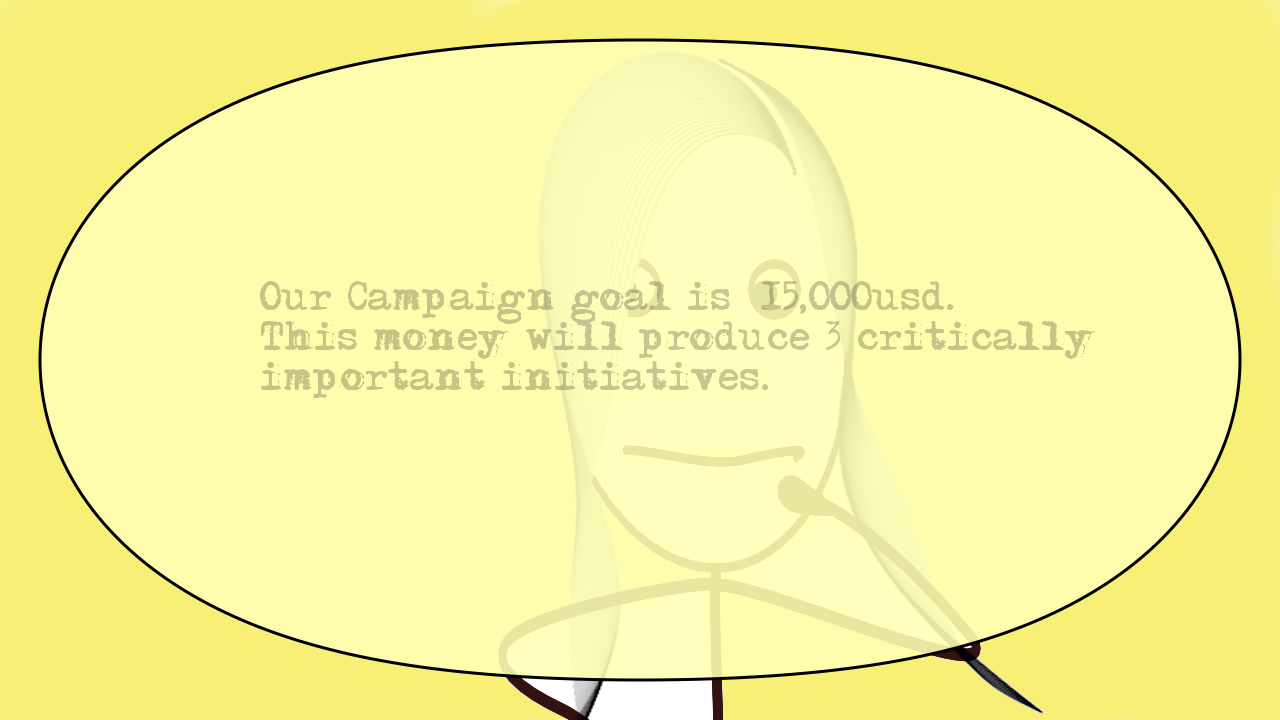 Our Campaign goal is 15,000usd.
This money will produce 3 critically
important initiatives.